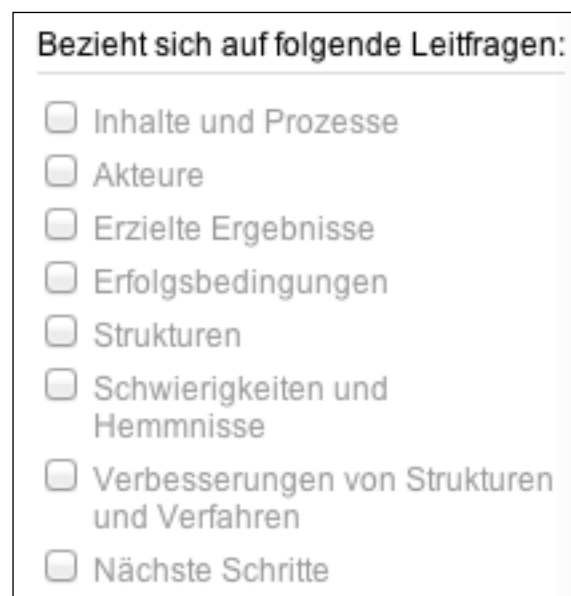 Bezieht sich auf folgende Leitfragen:
Inhalte und Prozesse
Akteure
Erzielte Ergebnisse
Erfolgsbedingungen
Strukturen
Schwierigkeiten und
Hemmnisse
Verbesserungen von Strukturen
und Verfahren
Nächste Schritte